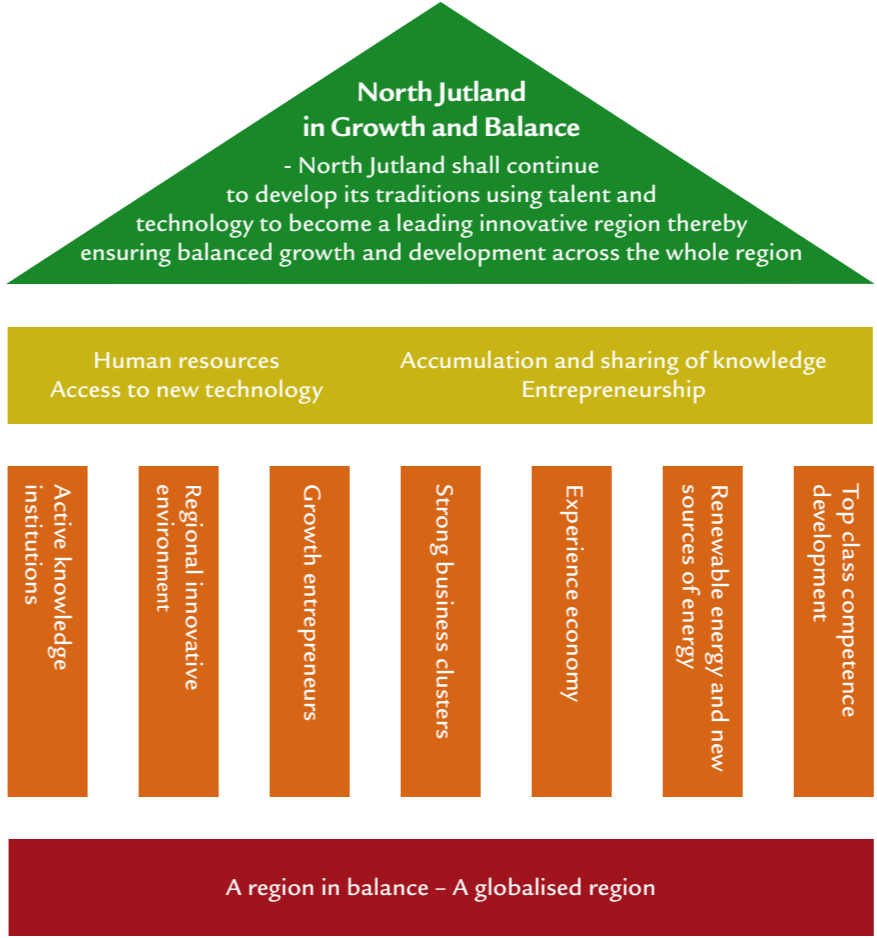 North Jutland
in Growth and Balance
- North Jutland shall continue
to develop its traditions using talent and
technology to become a leading innovative region thereby
ensuring balanced growth and development across the whole region
Human resources
Access to new technology
Accumulation and sharing of knowledge
Entrepreneurship
Active knowledge
institutions
Regional innovative
environment
Growth entrepreneurs
Strong business clusters
Experience economy
Renewable energy and new
sources of energy
Top class competence
development
A region in balance – A globalised region